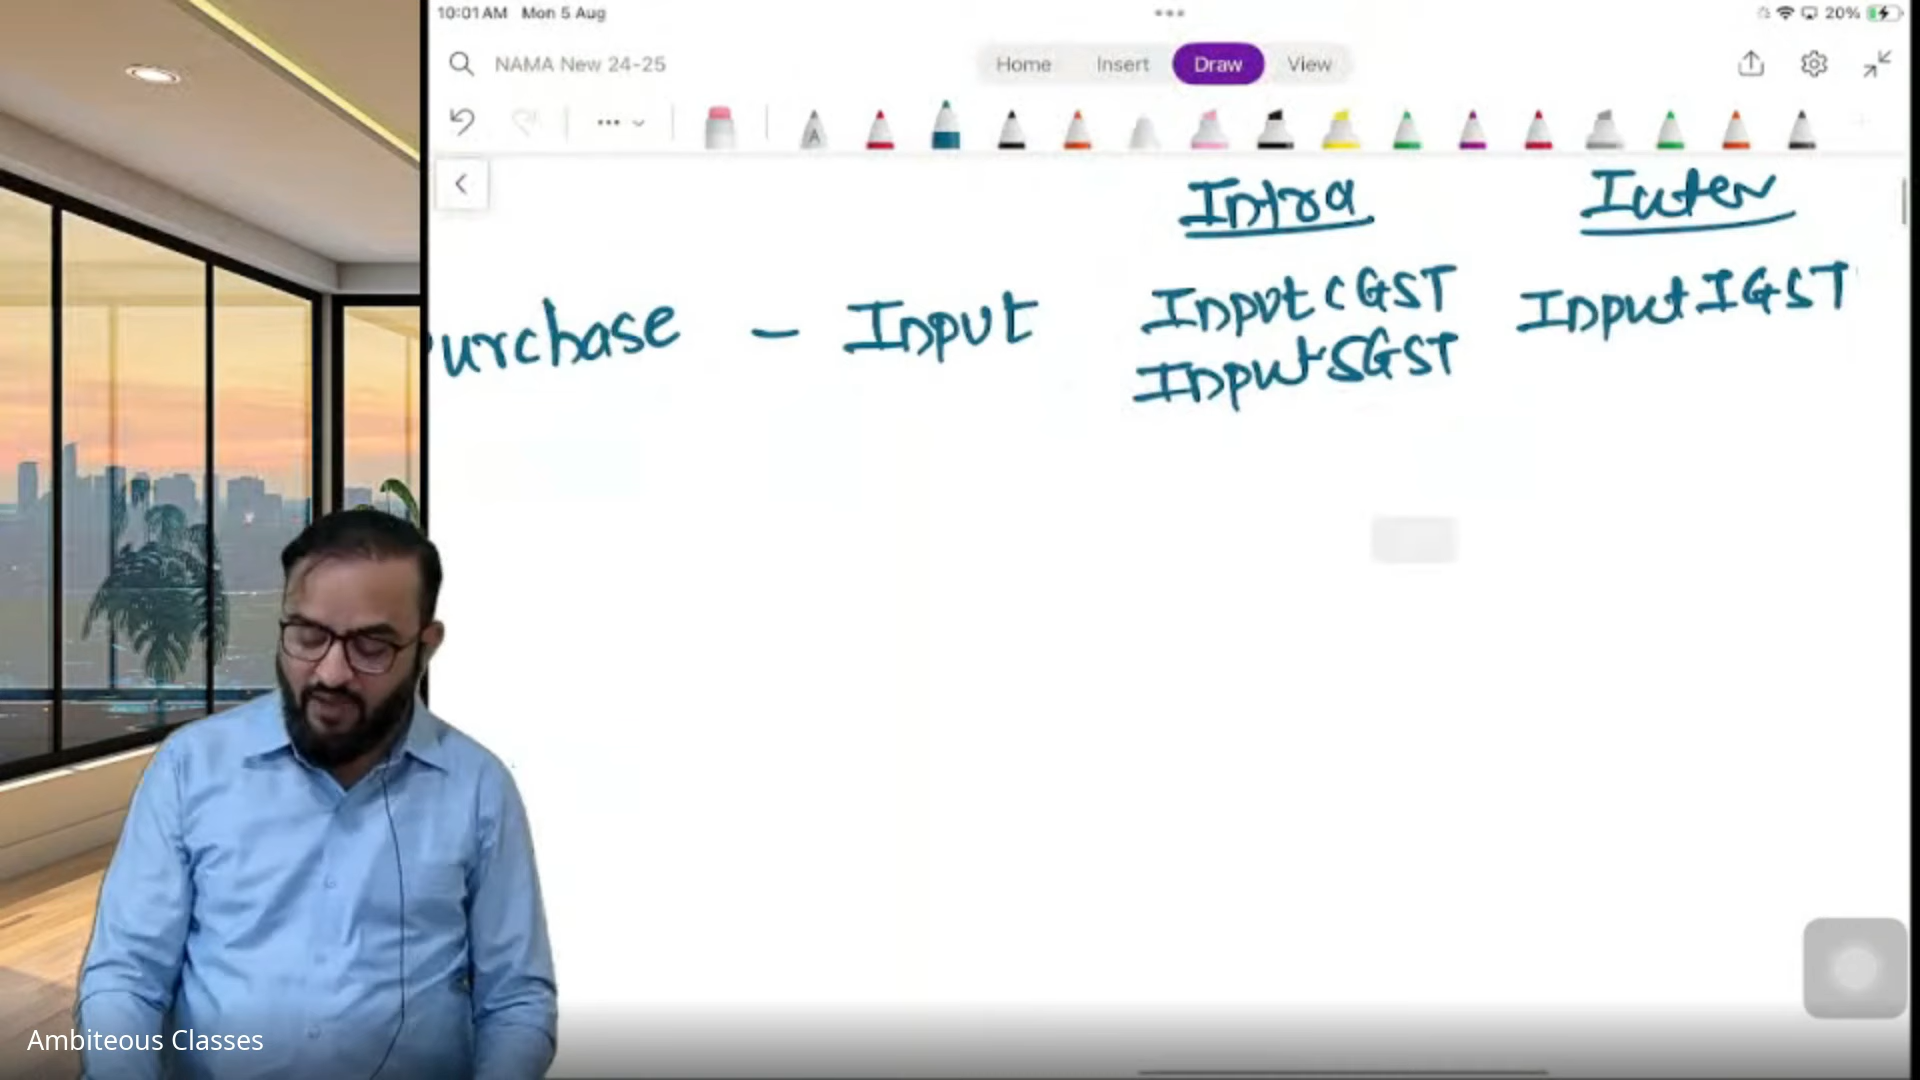 10:01 AM Mon 5 Aug
20%
NAMA New 24-25
Home Insert Draw View
A
Intra Inter
urchase - Input Input CGST Input IGST
Input SGST
Ambiteous Classes